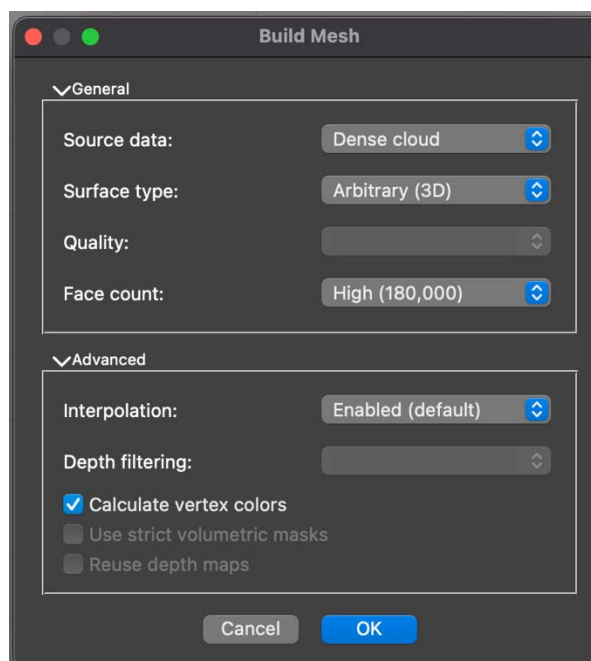 Build Mesh
General
Source data: Dense cloud
Surface type: Arbitrary (3D)
Quality:
Face count: High (180,000)
Advanced
Interpolation: Enabled (default)
Depth filtering:
Calculate vertex colors
Use strict volumetric masks
Reuse depth maps
Cancel OK